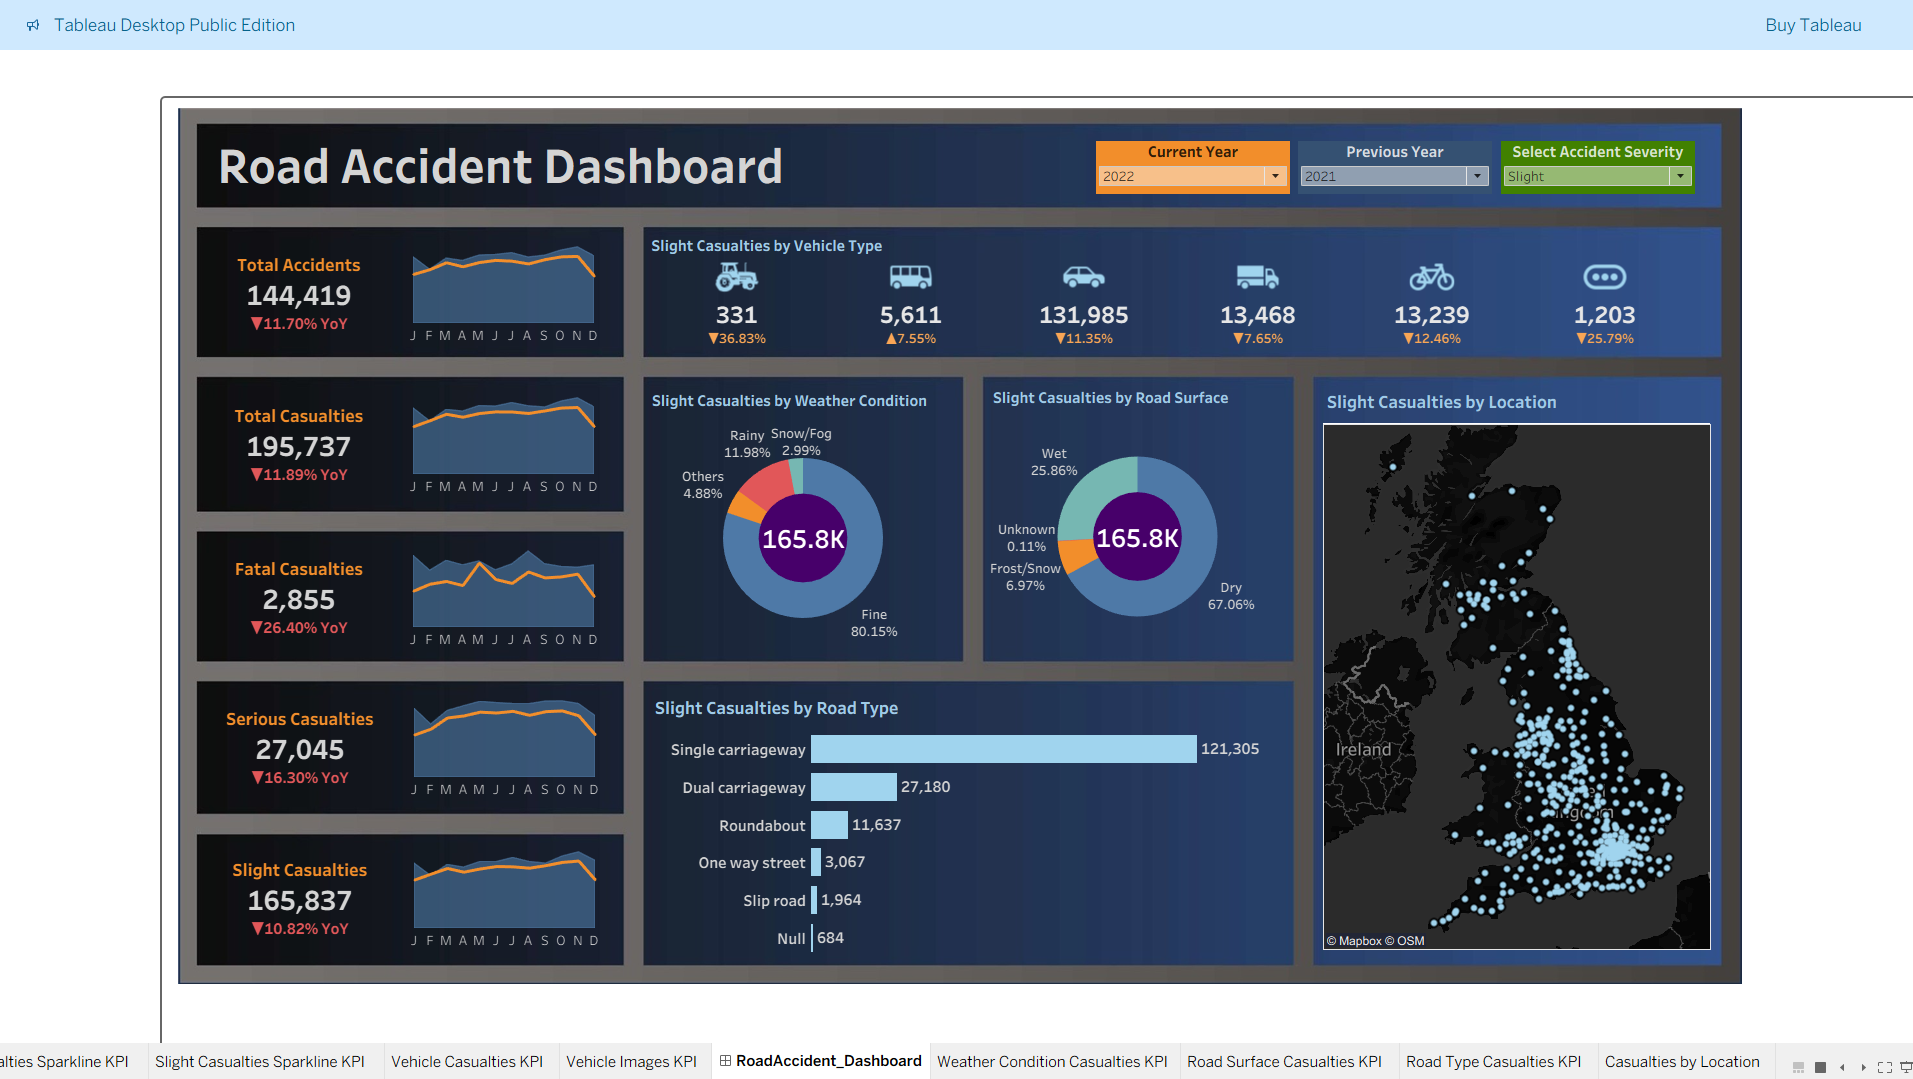 Tableau Desktop Public Edition
Buy Tableau
Road Accident Dashboard
Current Year
2022
Previous Year
2021
Select Accident Severity
Slight
Total Accidents
144,419
▼11.70% YoY
J F M A M J J A S O N D
Total Casualties
195,737
▼11.89% YoY
J F M A M J J A S O N D
Fatal Casualties
2,855
▼26.40% YoY
J F M A M J J A S O N D
Serious Casualties
27,045
▼16.30% YoY
J F M A M J J A S O N D
Slight Casualties
165,837
▼10.82% YoY
J F M A M J J A S O N D
Slight Casualties by Vehicle Type
331 5,611 131,985 13,468 13,239 1,203
▼36.83% ▲7.55% ▼11.35% ▼7.65% ▼12.46% ▼25.79%
Slight Casualties by Weather Condition
Rainy
11.98%
Snow/Fog
2.99%
Others
4.88%
165.8K
Fine
80.15%
Slight Casualties by Road Surface
Wet
25.86%
Unknown
0.11%
Frost/Snow
6.97%
165.8K
Dry
67.06%
Slight Casualties by Road Type
Single carriageway 121,305
Dual carriageway 27,180
Roundabout 11,637
One way street 3,067
Slip road 1,964
Null 684
Slight Casualties by Location
Ireland
© Mapbox © OSM
alties Sparkline KPI
Slight Casualties Sparkline KPI
Vehicle Casualties KPI
Vehicle Images KPI
RoadAccident_Dashboard
Weather Condition Casualties KPI
Road Surface Casualties KPI
Road Type Casualties KPI
Casualties by Location